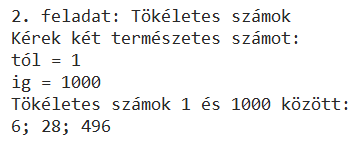 2. feladat: Tökéletes számok
Kérek két természetes számot:
tól = 1
ig = 1000
Tökéletes számok 1 és 1000 között:
6; 28; 496